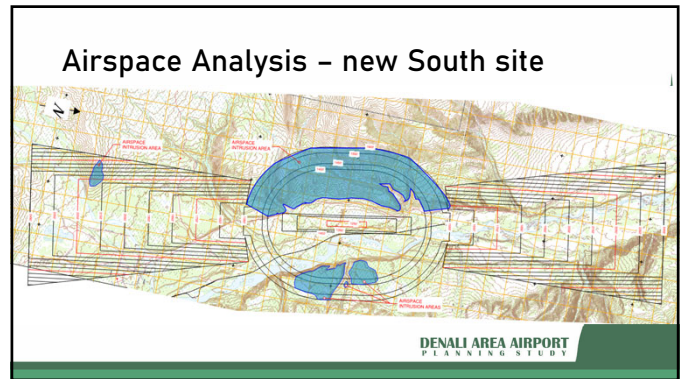 Airspace Analysis – new South site
N
AIRSPACE
INTRUSION AREA
AIRSPACE
INTRUSION AREA
AIRSPACE
INTRUSION AREAS
DENALI AREA AIRPORT
PLANNING STUDY